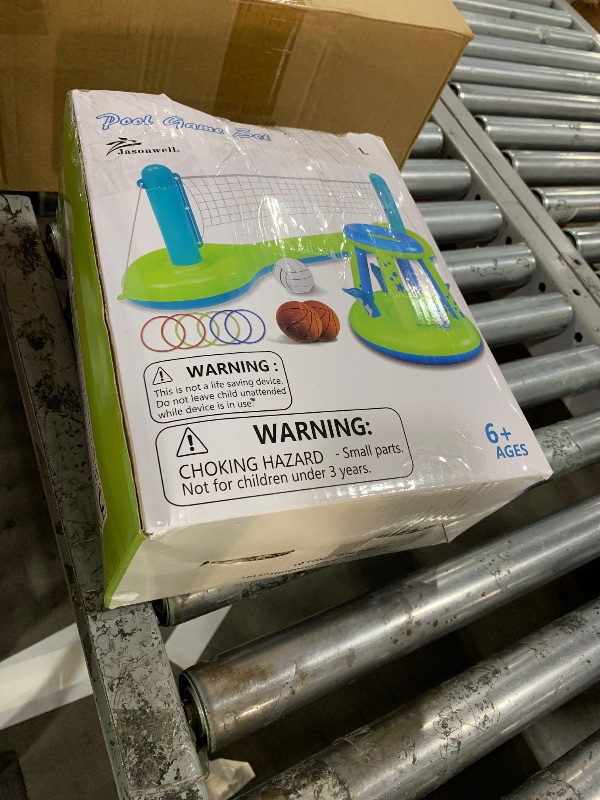 Pool Game Set
Jasonwell
L
WARNING :
This is not a life saving device.
Do not leave child unattended
while device is in use
WARNING:
CHOKING HAZARD - Small parts.
Not for children under 3 years.
6+
AGES